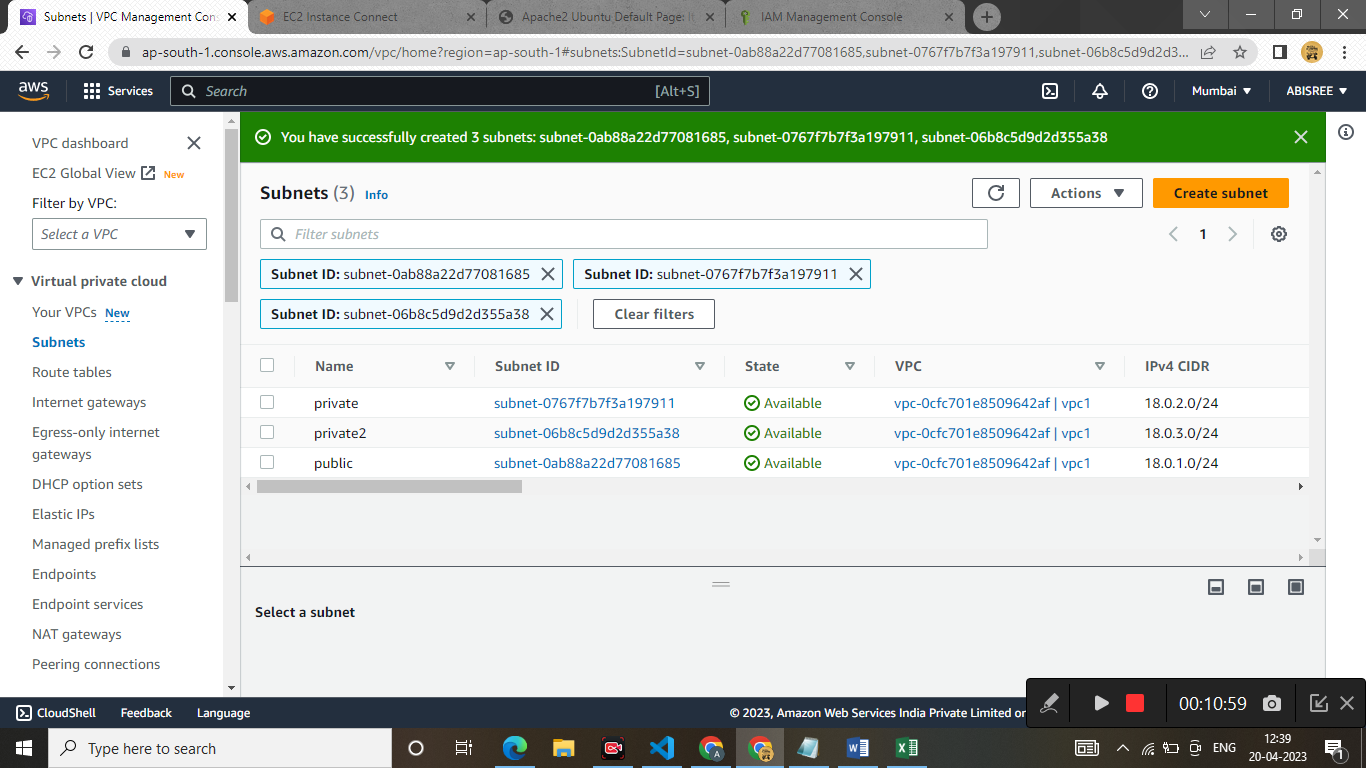 Subnets | VPC Management Con
EC2 Instance Connect
Apache2 Ubuntu Default Page: It
IAM Management Console
ap-south-1.console.aws.amazon.com/vpc/home?region=ap-south-1#subnets:SubnetId=subnet-0ab88a22d77081685,subnet-0767f7b7f3a197911,subnet-06b8c5d9d2d3...
aws Services Search [Alt+S] Mumbai ABISREE
VPC dashboard
EC2 Global View New
Filter by VPC:
Select a VPC
Virtual private cloud
Your VPCs New
Subnets
Route tables
Internet gateways
Egress-only internet
gateways
DHCP option sets
Elastic IPs
Managed prefix lists
Endpoints
Endpoint services
NAT gateways
Peering connections
You have successfully created 3 subnets: subnet-0ab88a22d77081685, subnet-0767f7b7f3a197911, subnet-06b8c5d9d2d355a38
Subnets (3) Info Actions Create subnet
Filter subnets 1
Subnet ID: subnet-0ab88a22d77081685 Subnet ID: subnet-0767f7b7f3a197911
Subnet ID: subnet-06b8c5d9d2d355a38 Clear filters
Name Subnet ID State VPC IPv4 CIDR
private subnet-0767f7b7f3a197911 Available vpc-0cfc701e8509642af | vpc1 18.0.2.0/24
private2 subnet-06b8c5d9d2d355a38 Available vpc-0cfc701e8509642af | vpc1 18.0.3.0/24
public subnet-0ab88a22d77081685 Available vpc-0cfc701e8509642af | vpc1 18.0.1.0/24
Select a subnet
00:10:59
CloudShell Feedback Language © 2023, Amazon Web Services India Private Limited or
Type here to search
A
ENG
12:39
20-04-2023
1